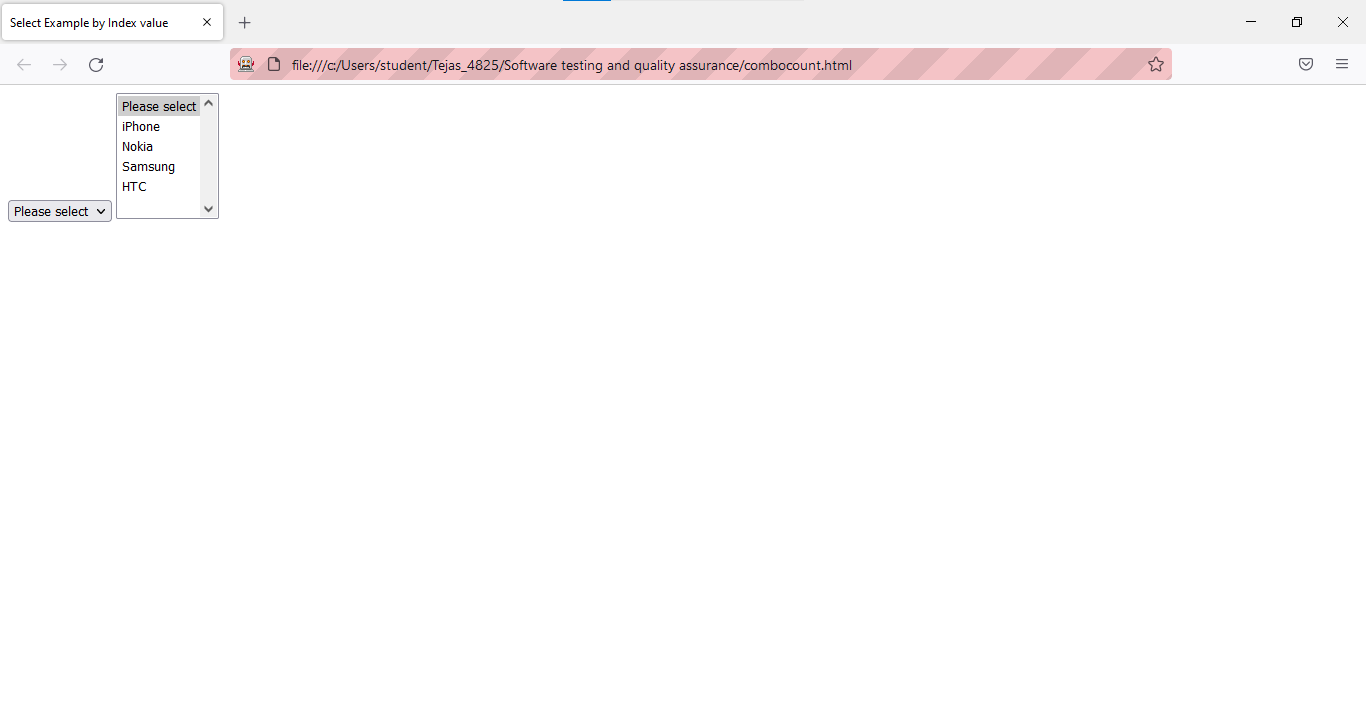 Select Example by Index value
file:///c:/Users/student/Tejas_4825/Software testing and quality assurance/combocount.html
Please select
iPhone
Nokia
Samsung
HTC
Please select